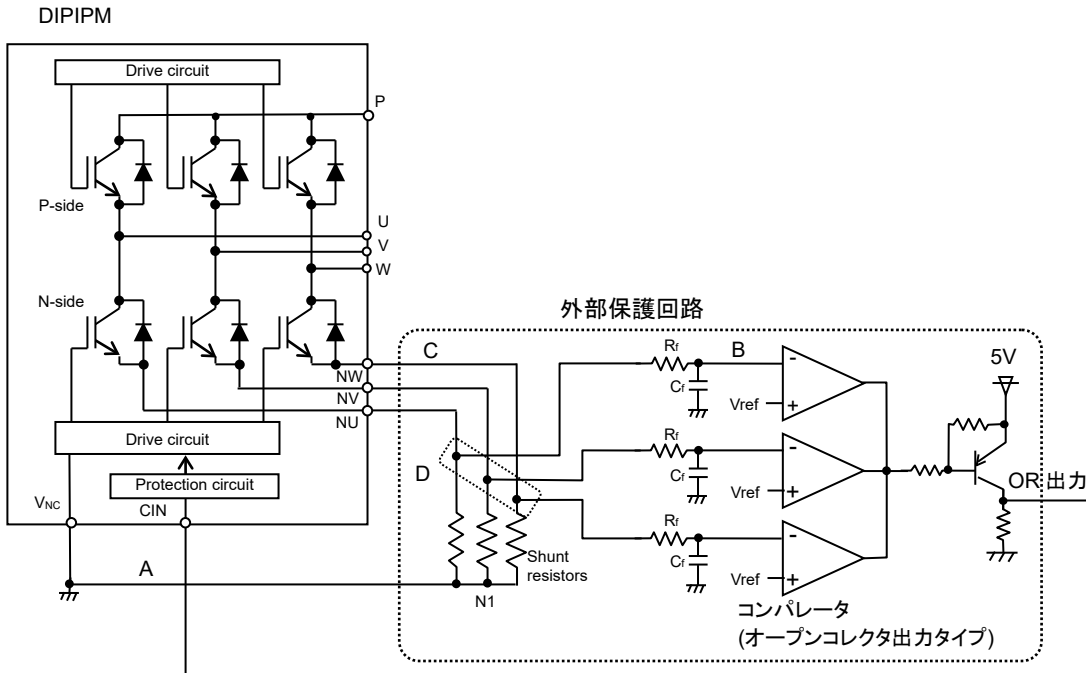 DIPIPM
Drive circuit
P
P-side
U
V
W
N-side
外部保護回路
C
Rf
B
5V
NW
Cf
Vref
NV
NU
Drive circuit
Rf
D
Cf
OR 出力
Protection circuit
Vref
VNC
CIN
Rf
A
Shunt
resistors
Cf
Vref
N1
コンパレータ
(オープンコレクタ出力タイプ)
-
+
-
+
-
+